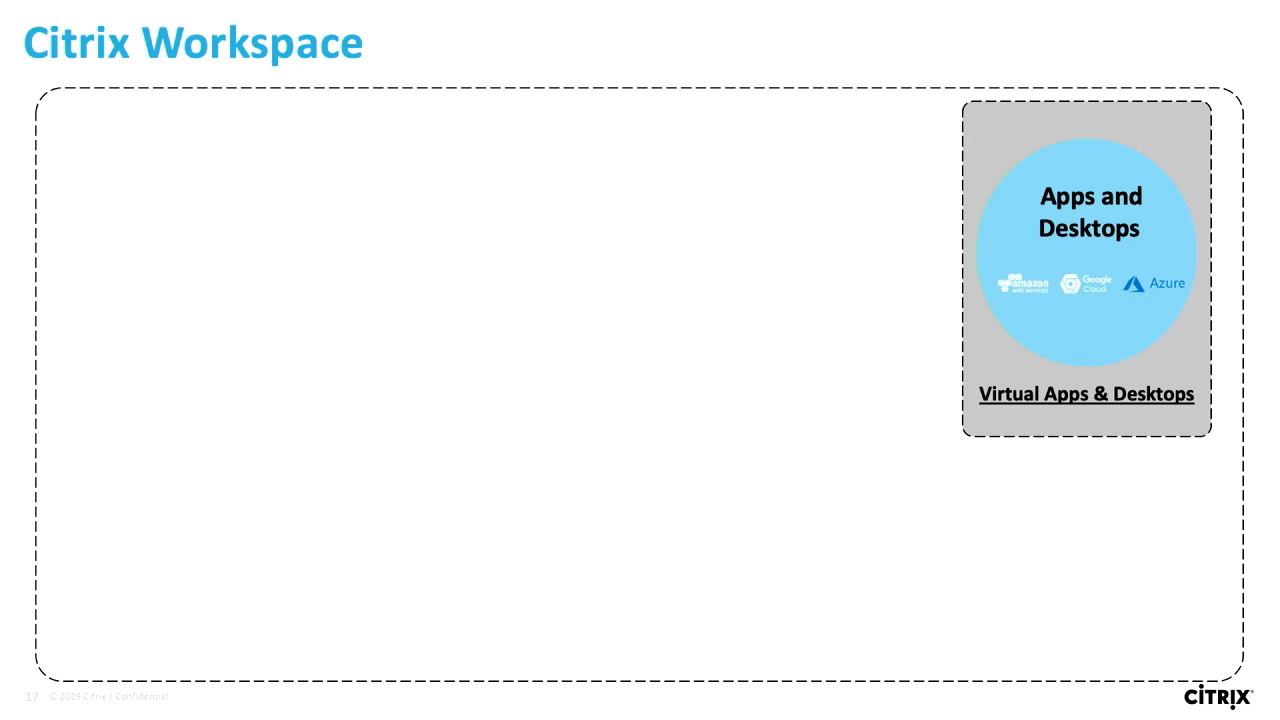 Citrix Workspace
Apps and
Desktops
amazon
web services
Google
Cloud
Azure
Virtual Apps & Desktops
17 © 2019 Citrix | Confidential
CITRIX